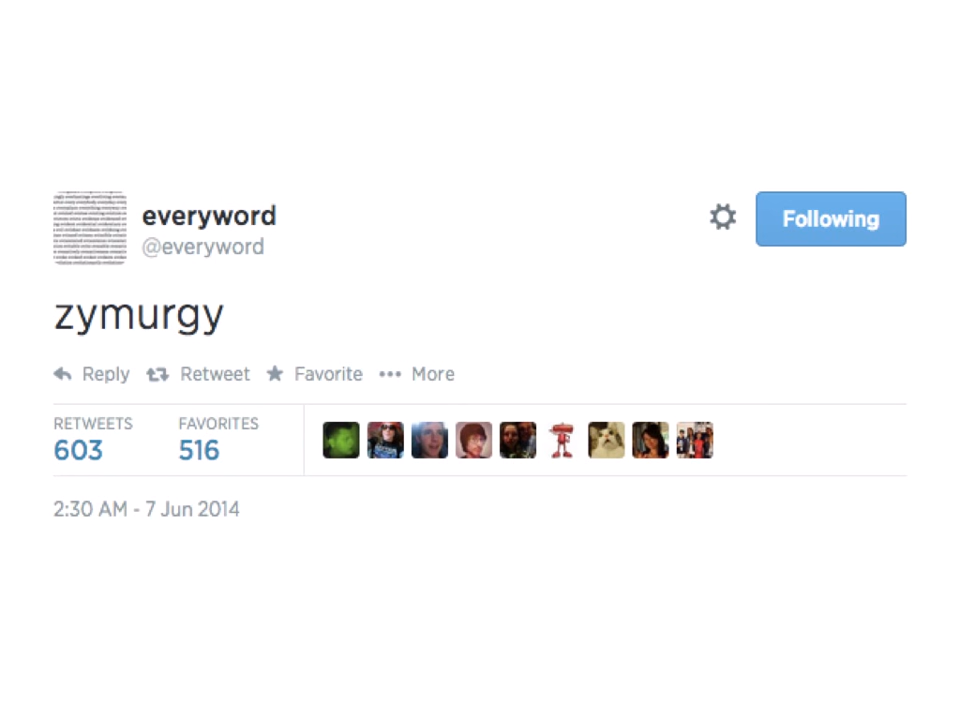 everyword
@everyword
Following
zymurgy
Reply Retweet Favorite More
RETWEETS FAVORITES
603 516
2:30 AM - 7 Jun 2014